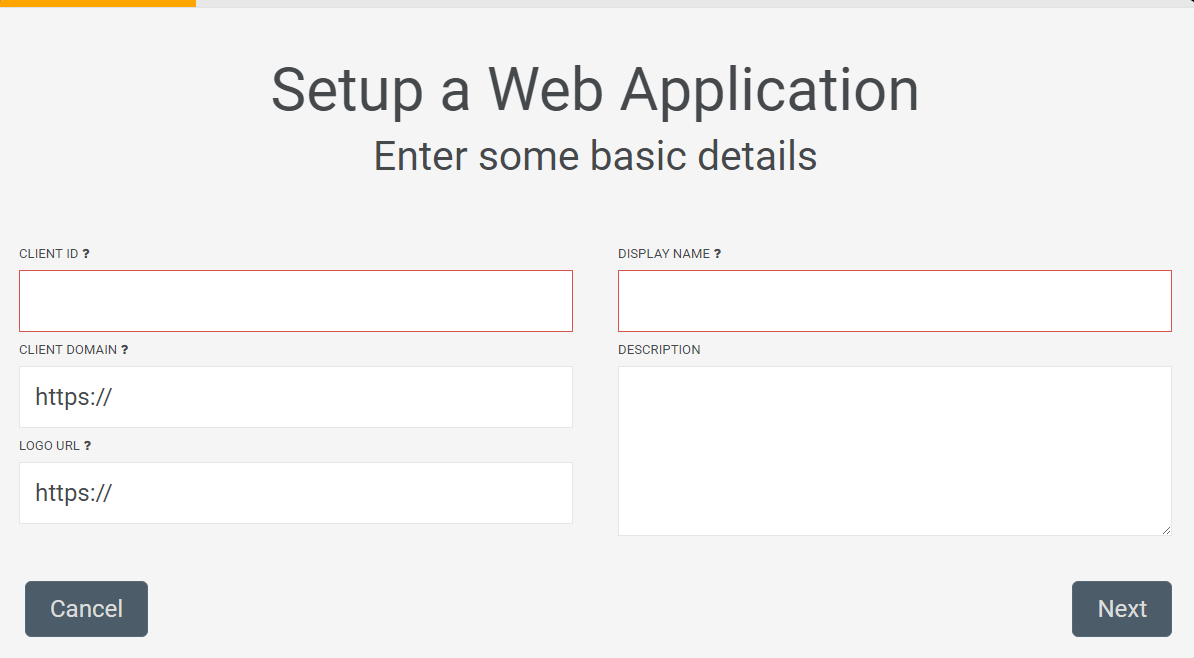 Setup a Web Application
Enter some basic details
CLIENT ID ?
DISPLAY NAME ?
CLIENT DOMAIN ?
https://
DESCRIPTION
LOGO URL ?
https://
Cancel
Next